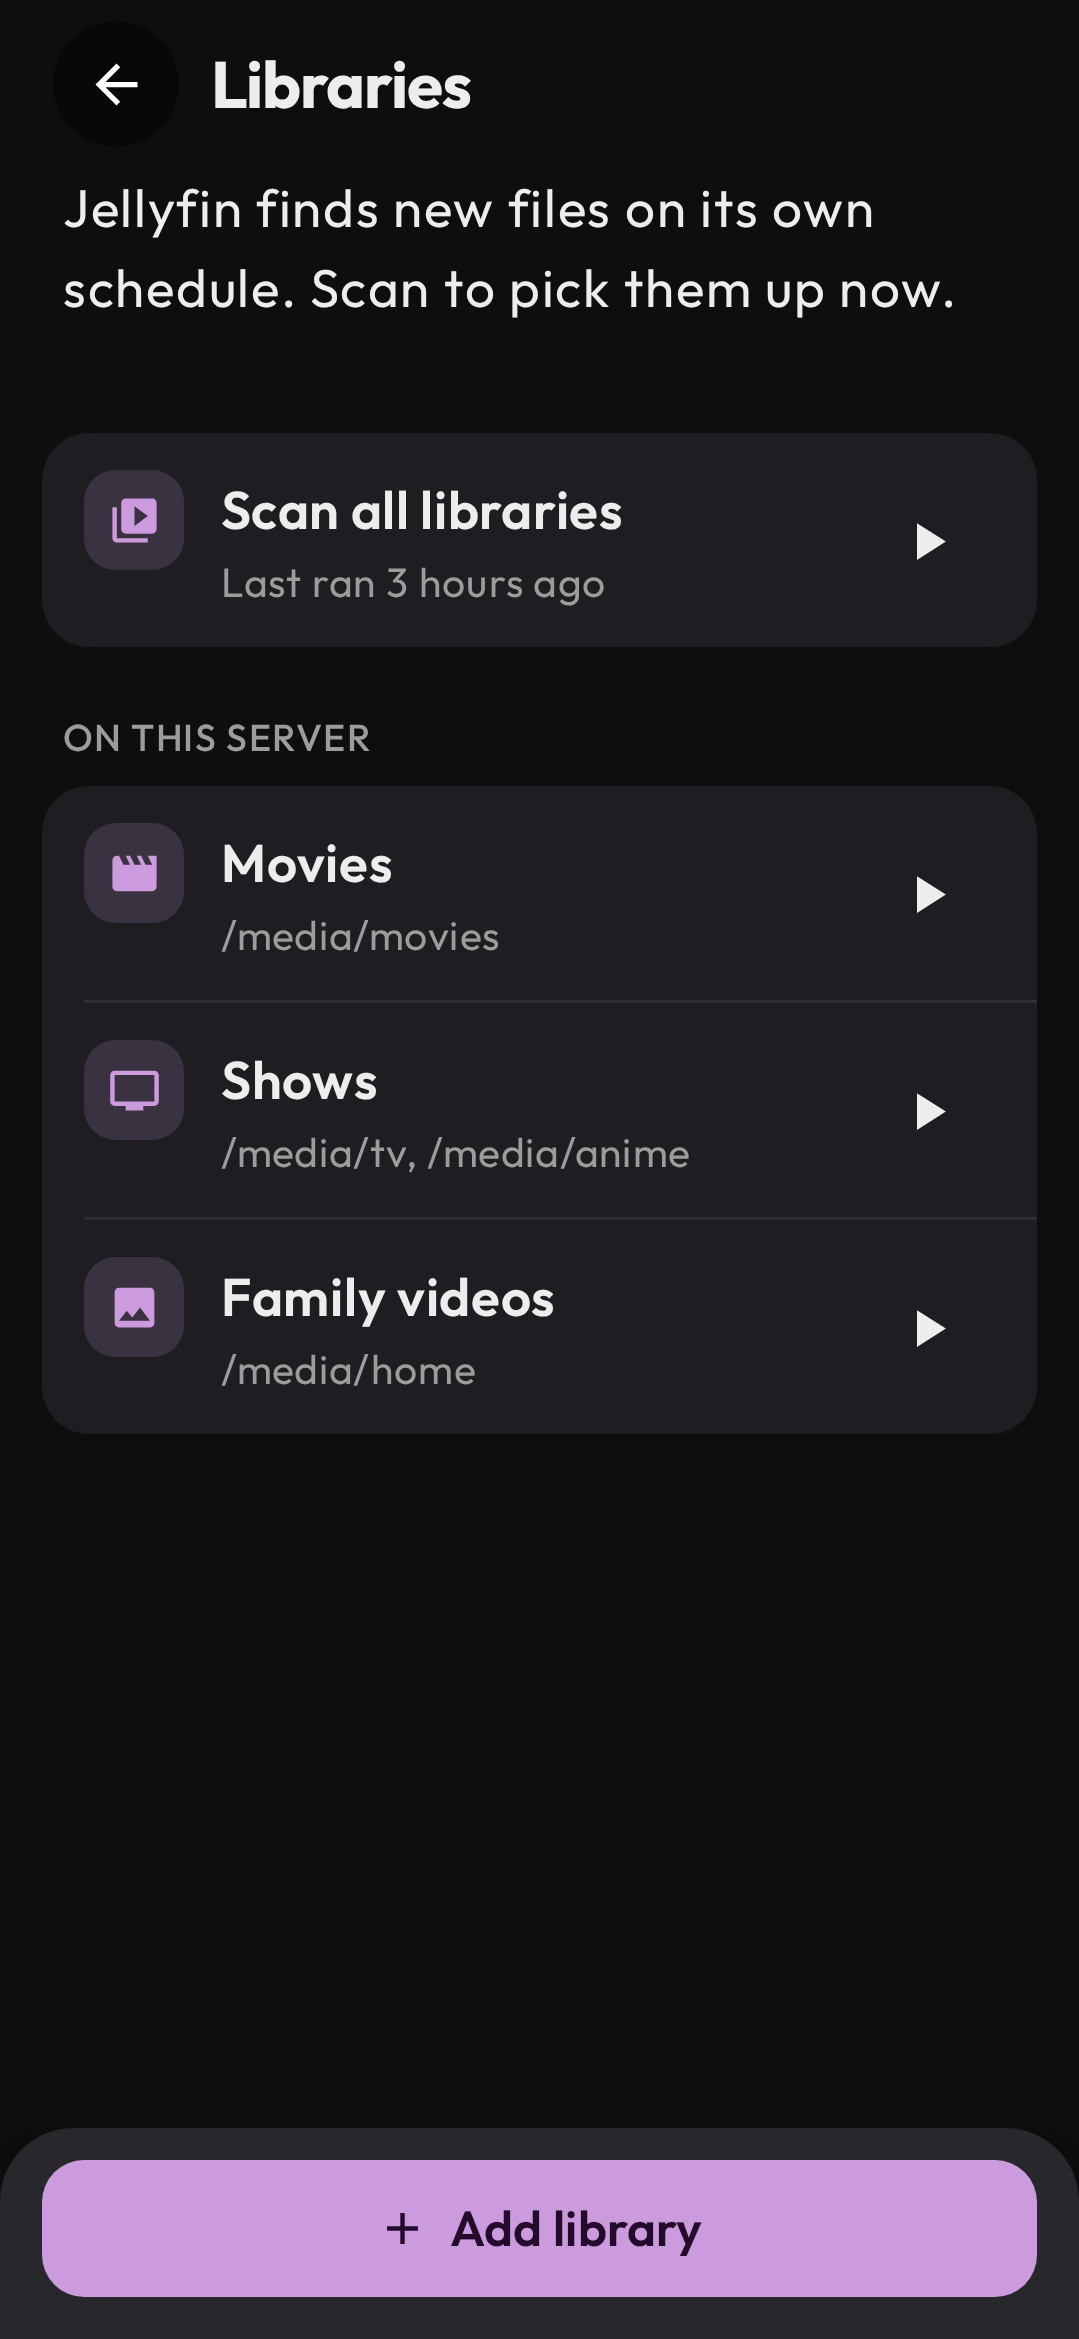 Libraries
Jellyfin finds new files on its own
schedule. Scan to pick them up now.
Scan all libraries
Last ran 3 hours ago
ON THIS SERVER
Movies
/media/movies
Shows
/media/tv, /media/anime
Family videos
/media/home
+ Add library